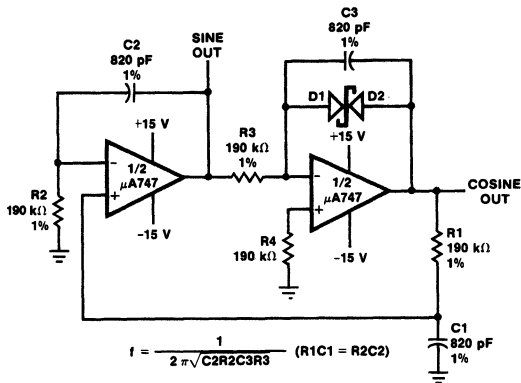 C2
820 pF
1%
SINE
OUT
C3
820 pF
1%
D1
D2
+15 V
-
1/2
μA747
+
-15 V
R2
190 kΩ
1%
R3
190 kΩ
1%
+15 V
-
1/2
μA747
+
-15 V
R4
190 kΩ
COSINE
OUT
R1
190 kΩ
1%
C1
820 pF
1%
f = 1 / 2 π√C2R2C3R3 (R1C1 = R2C2)